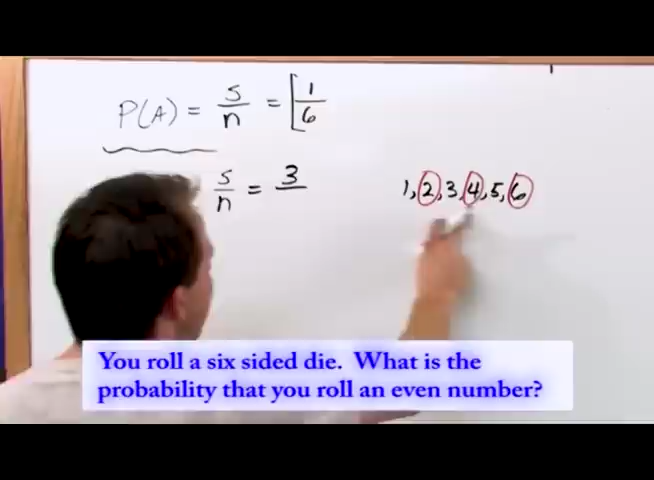 P(A) = s/n = 1/6
s/n = 3
1, 2, 3, 4, 5, 6
You roll a six sided die. What is the
probability that you roll an even number?